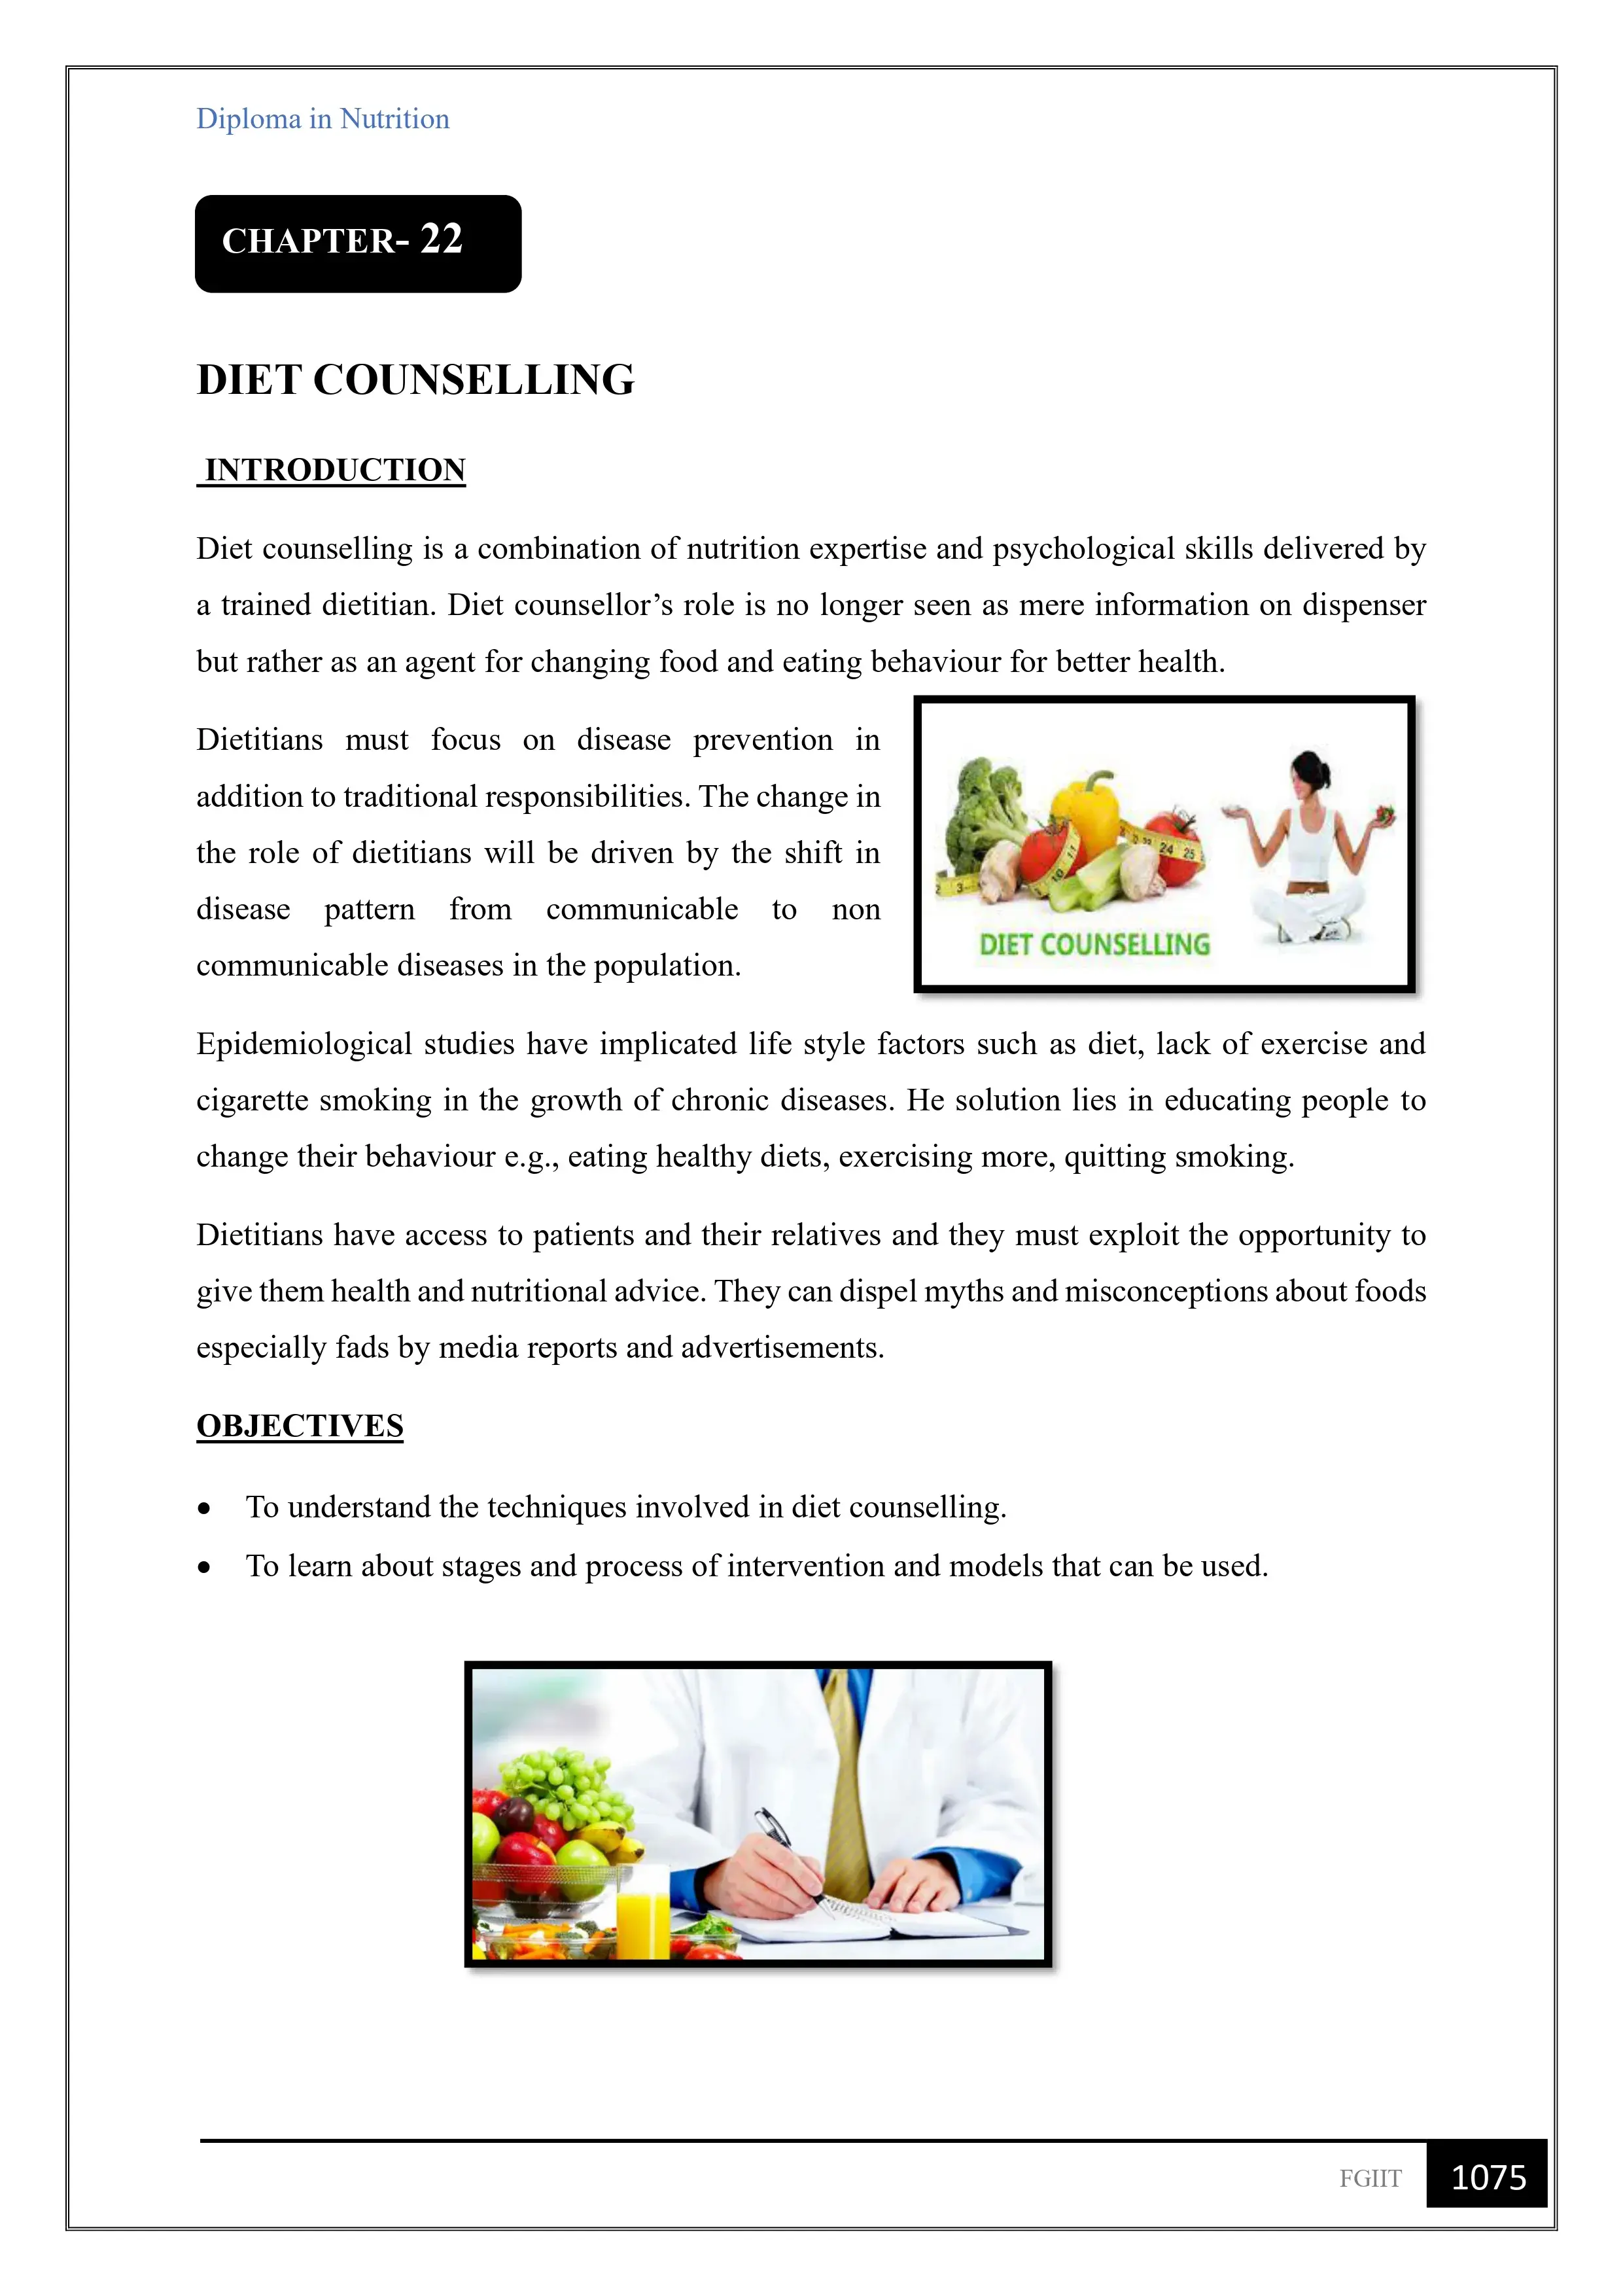 Diploma in Nutrition
CHAPTER- 22
DIET COUNSELLING
INTRODUCTION
Diet counselling is a combination of nutrition expertise and psychological skills delivered by
a trained dietitian. Diet counsellor’s role is no longer seen as mere information on dispenser
but rather as an agent for changing food and eating behaviour for better health.
Dietitians must focus on disease prevention in
addition to traditional responsibilities. The change in
the role of dietitians will be driven by the shift in
disease pattern from communicable to non
communicable diseases in the population.
DIET COUNSELLING
Epidemiological studies have implicated life style factors such as diet, lack of exercise and
cigarette smoking in the growth of chronic diseases. He solution lies in educating people to
change their behaviour e.g., eating healthy diets, exercising more, quitting smoking.
Dietitians have access to patients and their relatives and they must exploit the opportunity to
give them health and nutritional advice. They can dispel myths and misconceptions about foods
especially fads by media reports and advertisements.
OBJECTIVES
• To understand the techniques involved in diet counselling.
• To learn about stages and process of intervention and models that can be used.
FGIIT 1075